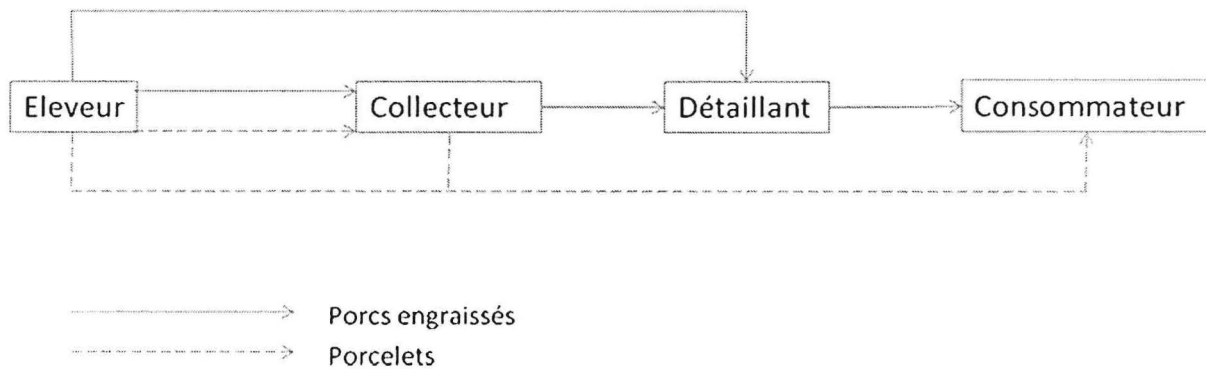 Eleveur
Collecteur
Détaillant
Consommateur
Porcs engraissés
Porcelets